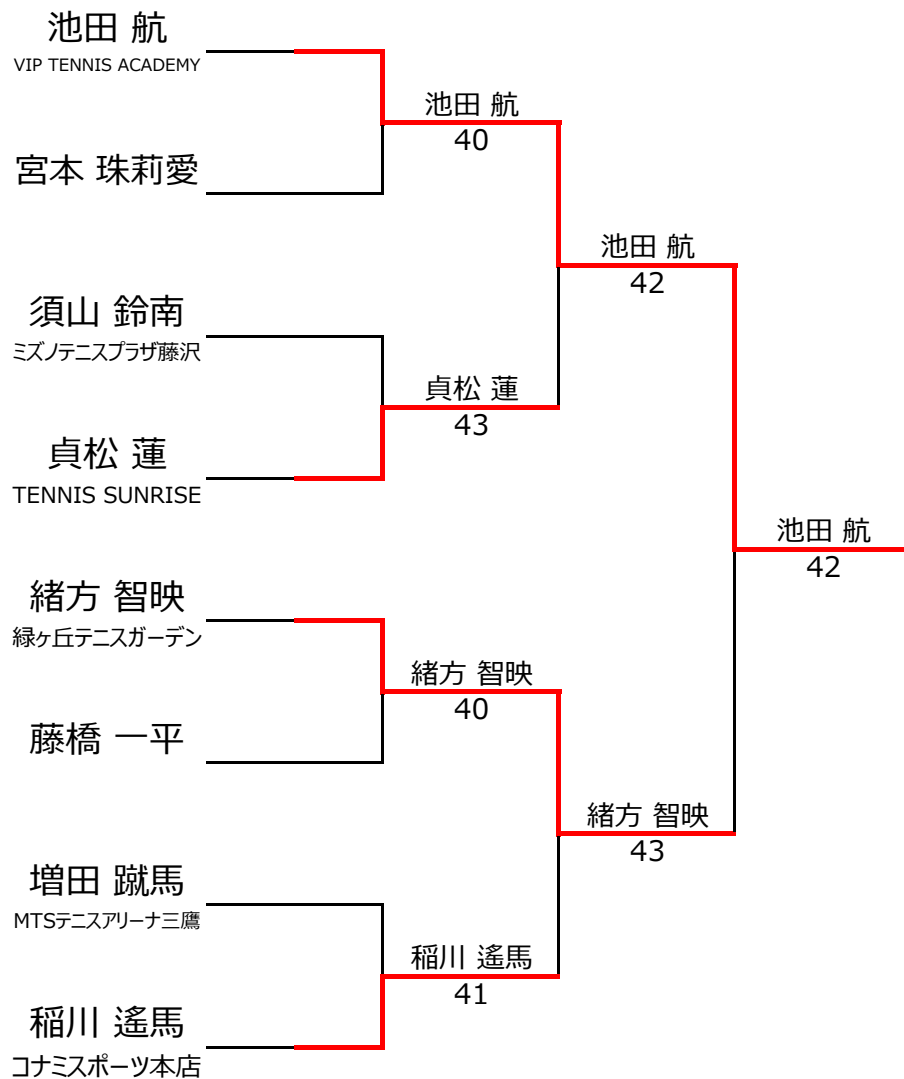 池田 航
VIP TENNIS ACADEMY
宮本 珠莉愛
須山 鈴南
ミズノテニスプラザ藤沢
貞松 蓮
TENNIS SUNRISE
緒方 智映
緑ヶ丘テニスガーデン
藤橋 一平
増田 蹴馬
MTSテニスアリーナ三鷹
稲川 遙馬
コナミスポーツ本店
池田 航
40
貞松 蓮
43
緒方 智映
40
稲川 遙馬
41
池田 航
42
緒方 智映
43
池田 航
42